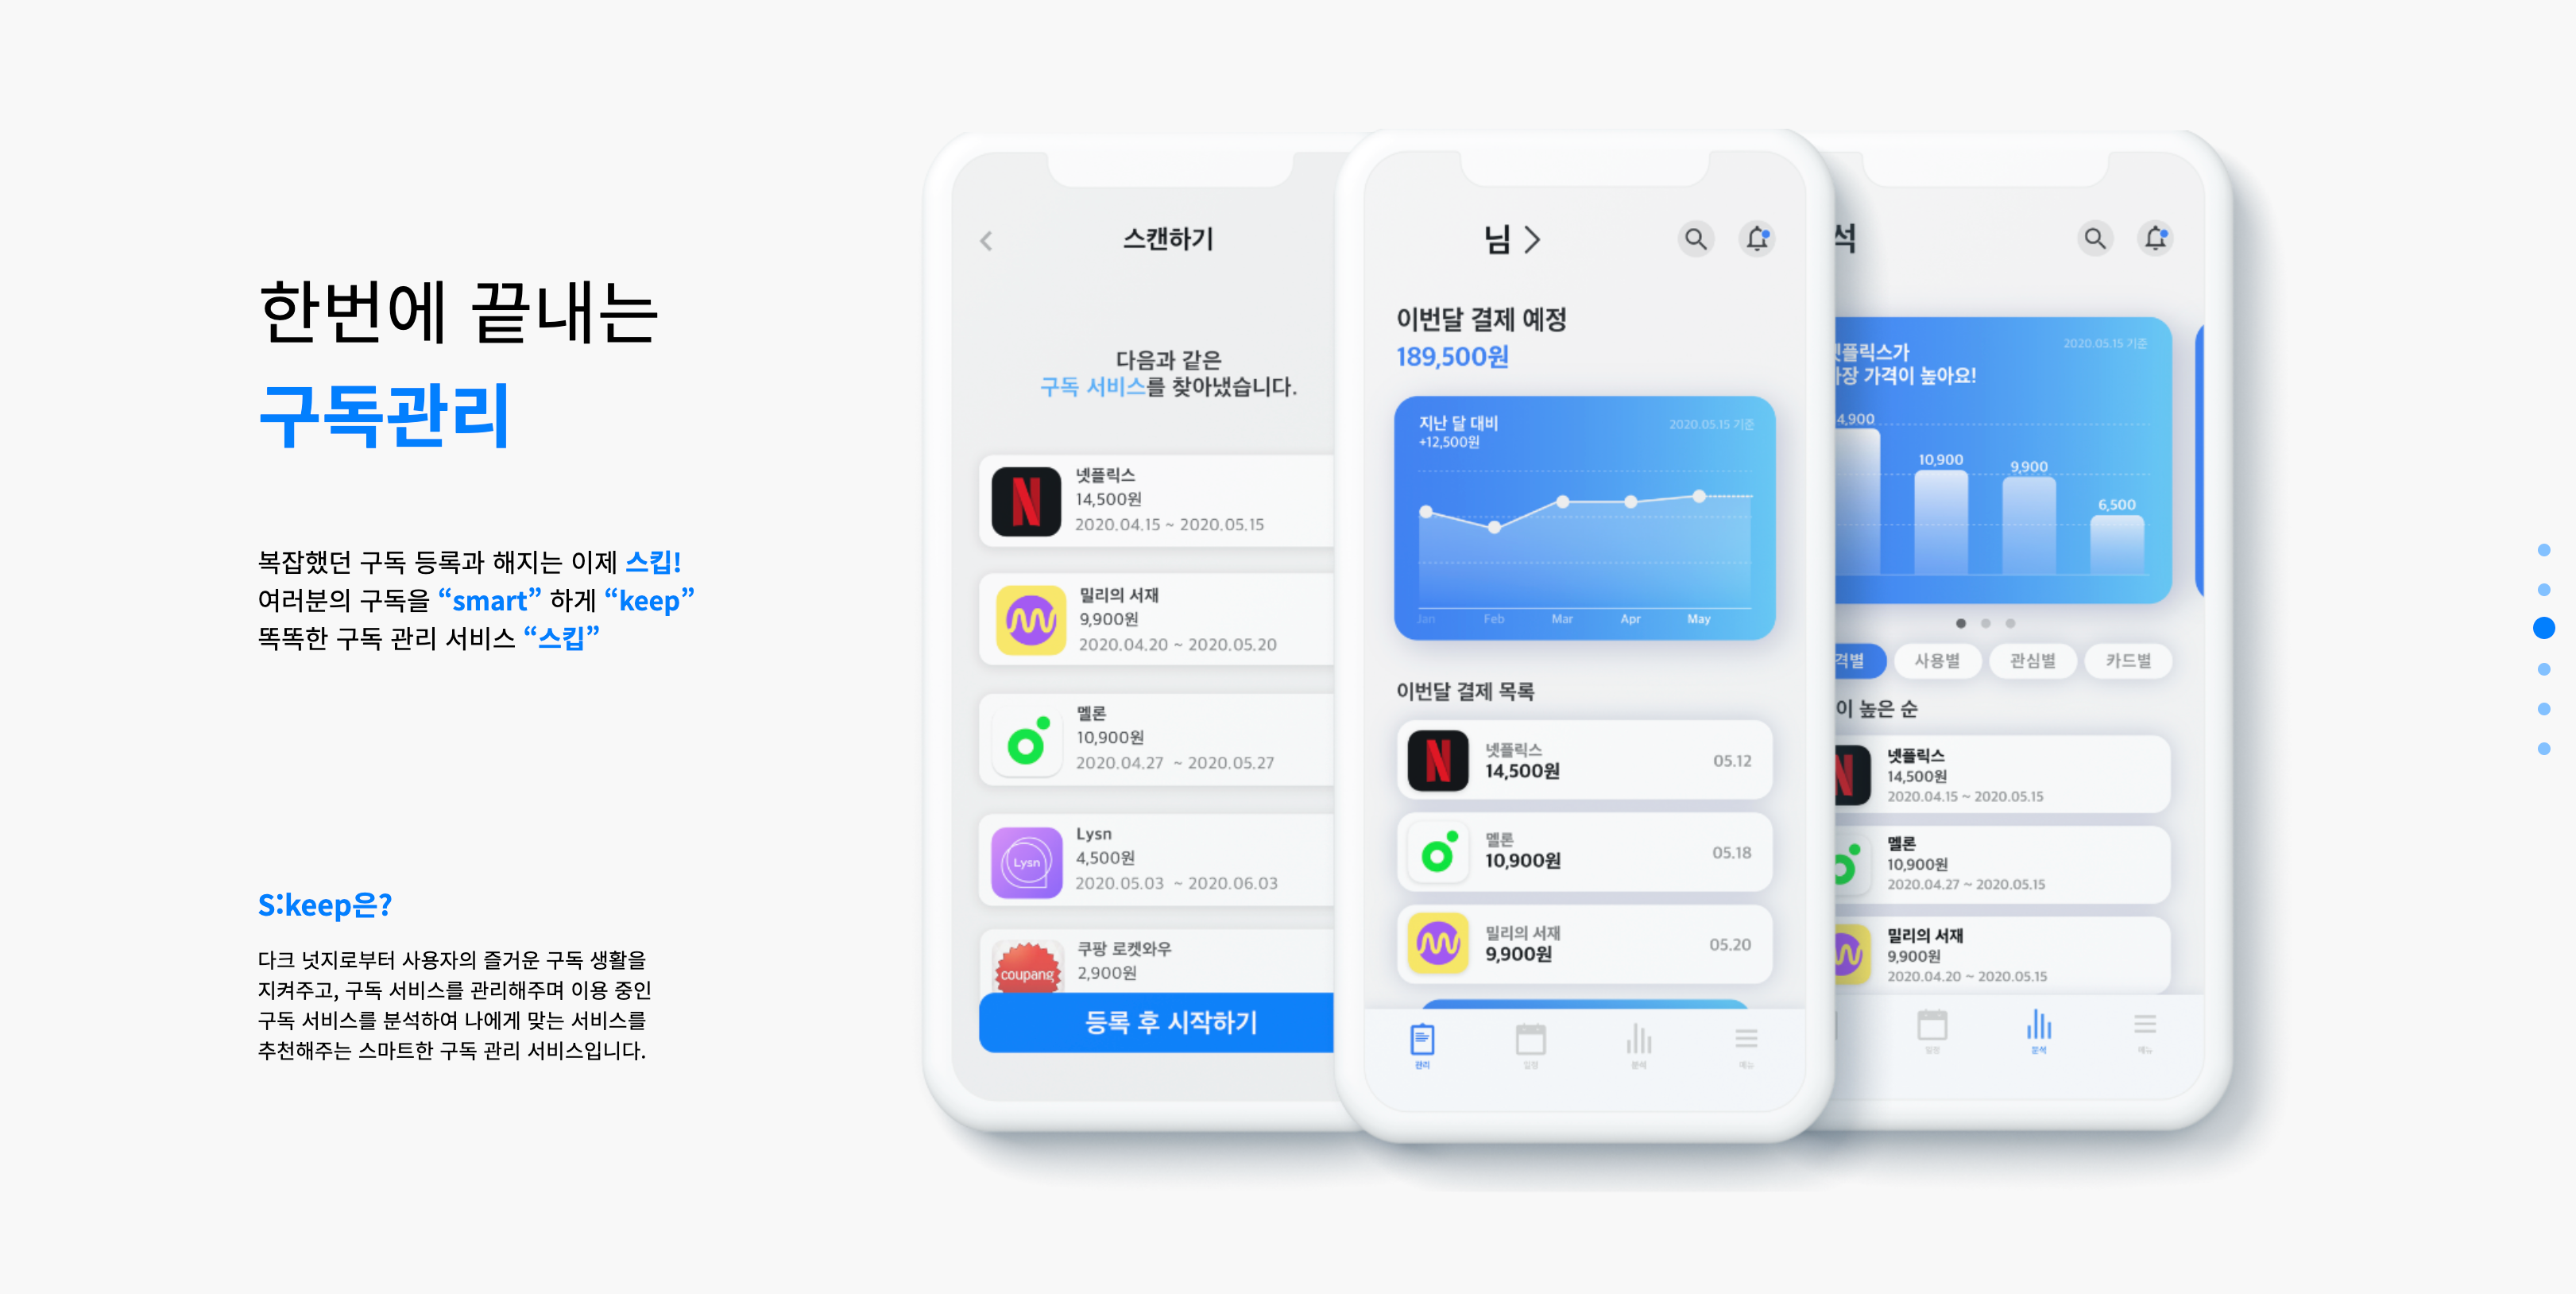 한번에 끝내는
구독관리
복잡했던 구독 등록과 해지는 이제 스킵!
여러분의 구독을 “smart” 하게 “keep”
똑똑한 구독 관리 서비스 “스킵”
S:keep은?
다크 넛지로부터 사용자의 즐거운 구독 생활을
지켜주고, 구독 서비스를 관리해주며 이용 중인
구독 서비스를 분석하여 나에게 맞는 서비스를
추천해주는 스마트한 구독 관리 서비스입니다.
스캔하기
다음과 같은
구독 서비스를 찾아냈습니다.
넷플릭스
14,500원
2020.04.15 ~ 2020.05.15
밀리의 서재
9,900원
2020.04.20 ~ 2020.05.20
멜론
10,900원
2020.04.27 ~ 2020.05.27
Lysn
Lysn
4,500원
2020.05.03 ~ 2020.06.03
coupang
쿠팡 로켓와우
2,900원
등록 후 시작하기
님
이번달 결제 예정
189,500원
지난 달 대비
2020.05.15 기준
+12,500원
Jan Feb Mar Apr May
이번달 결제 목록
넷플릭스
14,500원
05.12
멜론
10,900원
05.18
밀리의 서재
9,900원
05.20
관리 일정 분석 메뉴
석
2020.05.15 기준
넷플릭스가
가장 가격이 높아요!
4,900
10,900
9,900
6,500
격별 사용별 관심별 카드별
이 높은 순
넷플릭스
14,500원
2020.04.15 ~ 2020.05.15
멜론
10,900원
2020.04.27 ~ 2020.05.15
밀리의 서재
9,900원
2020.04.20 ~ 2020.05.15
일정 분석 메뉴